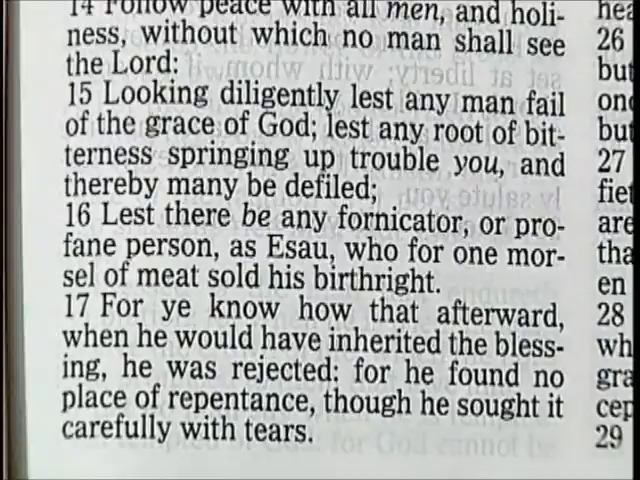 14 Follow peace with all men, and holi-
ness, without which no man shall see
the Lord:
15 Looking diligently lest any man fail
of the grace of God; lest any root of bit-
terness springing up trouble you, and
thereby many be defiled;
16 Lest there be any fornicator, or pro-
fane person, as Esau, who for one mor-
sel of meat sold his birthright.
17 For ye know how that afterward,
when he would have inherited the bless-
ing, he was rejected: for he found no
place of repentance, though he sought it
carefully with tears.
26
but
but
27
are
en
28
wh
29